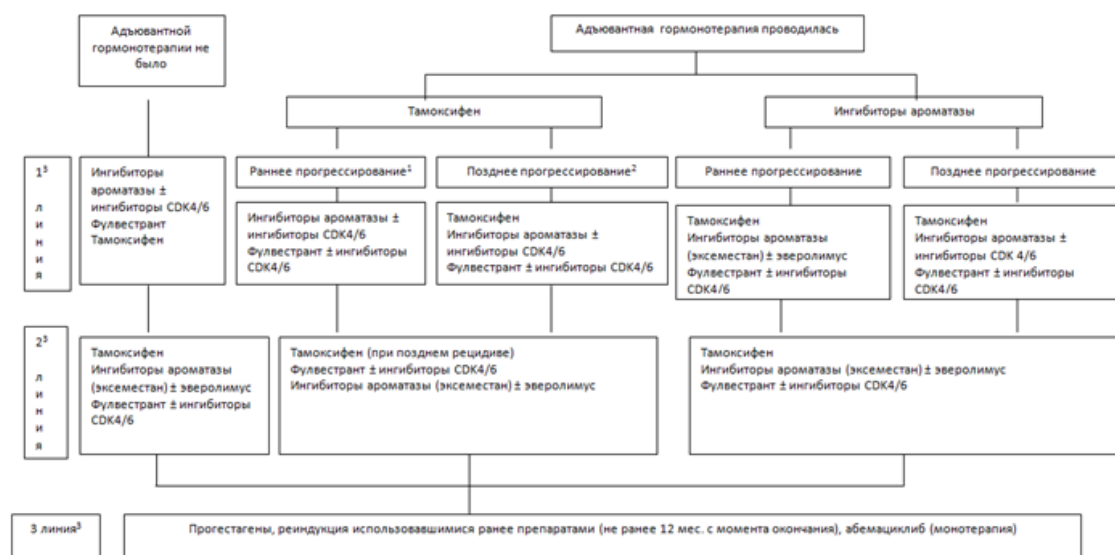 Адъювантной
гормонотерапии не
было
Адъювантная гормонотерапия проводилась
Тамоксифен
Ингибиторы ароматазы
1³
л
и
н
и
я
Ингибиторы
ароматазы ±
ингибиторы CDK4/6
Фулвестрант
Тамоксифен
Раннее прогрессирование¹
Ингибиторы ароматазы ±
ингибиторы CDK4/6
Фулвестрант ± ингибиторы
CDK4/6
Позднее прогрессирование²
Тамоксифен
Ингибиторы ароматазы ±
ингибиторы CDK4/6
Фулвестрант ± ингибиторы CDK4/6
Раннее прогрессирование
Тамоксифен
Ингибиторы ароматазы
(эксеместан) ± эверолимус
Фулвестрант ± ингибиторы
CDK4/6
Позднее прогрессирование
Тамоксифен
Ингибиторы ароматазы ±
ингибиторы CDK 4/6
Фулвестрант ± ингибиторы
CDK4/6
2³
л
и
н
и
я
Тамоксифен
Ингибиторы ароматазы
(эксеместан) ± эверолимус
Фулвестрант ± ингибиторы
CDK4/6
Тамоксифен (при позднем рецидиве)
Фулвестрант ± ингибиторы CDK4/6
Ингибиторы ароматазы (эксеместан) ± эверолимус
Тамоксифен
Ингибиторы ароматазы (эксеместан) ± эверолимус
Фулвестрант ± ингибиторы CDK4/6
3 линия³
Прогестагены, реиндукция использовавшимися ранее препаратами (не ранее 12 мес. с момента окончания), абемациклиб (монотерапия)